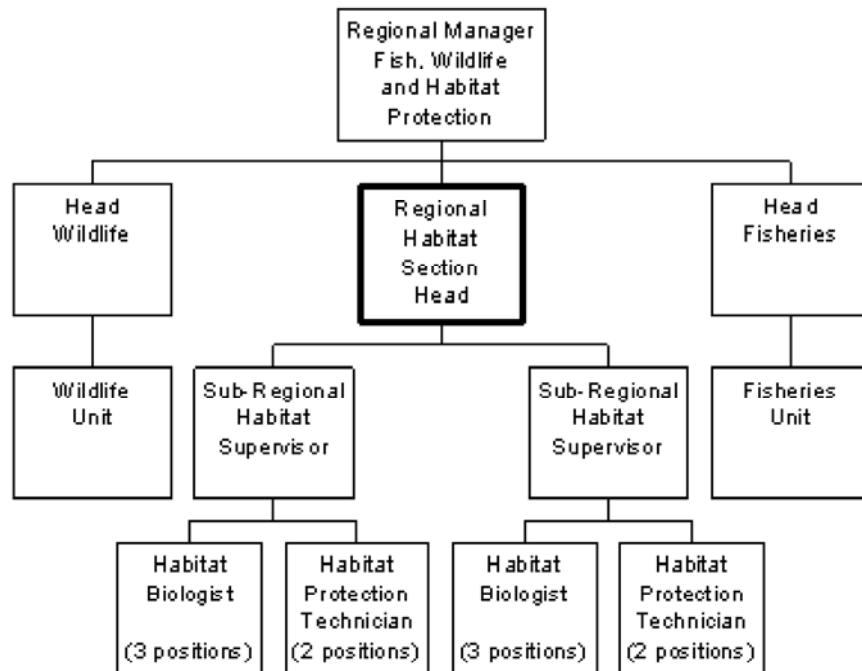 Regional Manager
Fish, Wildlife
and Habitat
Protection
Head
Wildlife
Regional
Habitat
Section
Head
Head
Fisheries
Wildlife
Unit
Sub-Regional
Habitat
Supervisor
Sub-Regional
Habitat
Supervisor
Fisheries
Unit
Habitat
Biologist
(3 positions)
Habitat
Protection
Technician
(2 positions)
Habitat
Biologist
(3 positions)
Habitat
Protection
Technician
(2 positions)